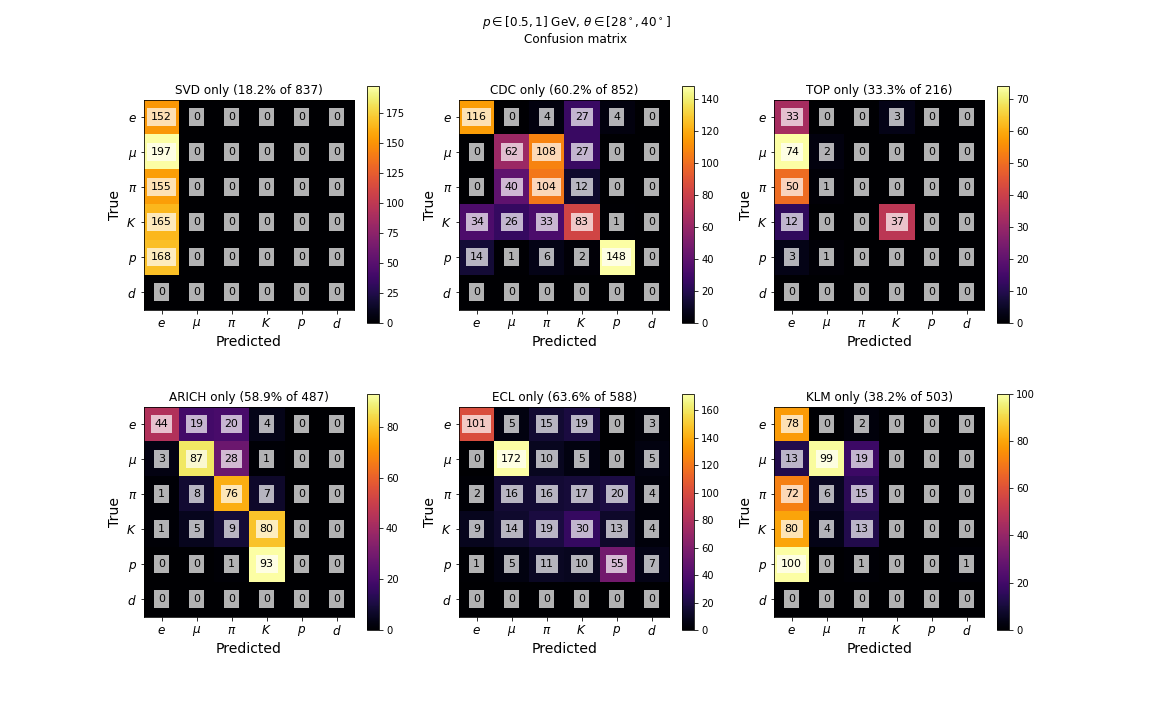 p ∈ [0.5, 1] GeV, θ ∈ [28°, 40°]
Confusion matrix
SVD only (18.2% of 837)
True
e 152 0 0 0 0 0
μ 197 0 0 0 0 0
π 155 0 0 0 0 0
K 165 0 0 0 0 0
p 168 0 0 0 0 0
d 0 0 0 0 0 0
e μ π K p d
Predicted
175
150
125
100
75
50
25
0
CDC only (60.2% of 852)
True
e 116 0 4 27 4 0
μ 0 62 108 27 0 0
π 0 40 104 12 0 0
K 34 26 33 83 1 0
p 14 1 6 2 148 0
d 0 0 0 0 0 0
e μ π K p d
Predicted
140
120
100
80
60
40
20
0
TOP only (33.3% of 216)
True
e 33 0 0 3 0 0
μ 74 2 0 0 0 0
π 50 1 0 0 0 0
K 12 0 0 37 0 0
p 3 1 0 0 0 0
d 0 0 0 0 0 0
e μ π K p d
Predicted
70
60
50
40
30
20
10
0
ARICH only (58.9% of 487)
True
e 44 19 20 4 0 0
μ 3 87 28 1 0 0
π 1 8 76 7 0 0
K 1 5 9 80 0 0
p 0 0 1 93 0 0
d 0 0 0 0 0 0
e μ π K p d
Predicted
80
60
40
20
0
ECL only (63.6% of 588)
True
e 101 5 15 19 0 3
μ 0 172 10 5 0 5
π 2 16 16 17 20 4
K 9 14 19 30 13 4
p 1 5 11 10 55 7
d 0 0 0 0 0 0
e μ π K p d
Predicted
160
140
120
100
80
60
40
20
0
KLM only (38.2% of 503)
True
e 78 0 2 0 0 0
μ 13 99 19 0 0 0
π 72 6 15 0 0 0
K 80 4 13 0 0 0
p 100 0 1 0 0 1
d 0 0 0 0 0 0
e μ π K p d
Predicted
100
80
60
40
20
0